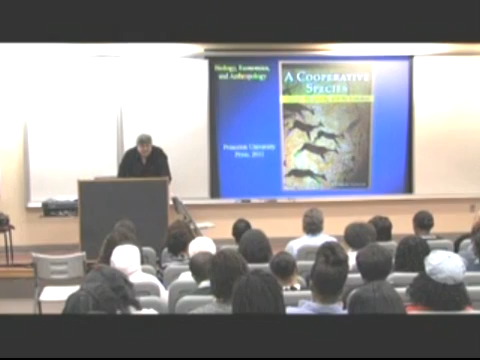 Biology, Economics,
and Anthropology
A COOPERATIVE
SPECIES
Princeton University
Press, 2011